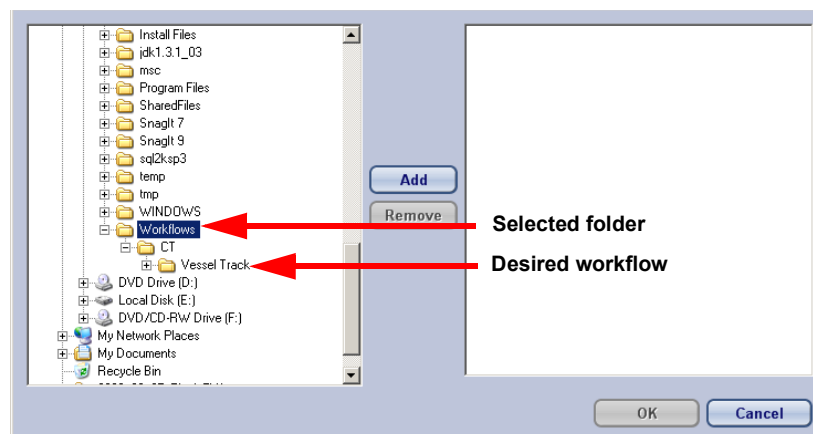 Install Files
jdk1.3.1_03
msc
Program Files
SharedFiles
SnagIt 7
SnagIt 9
sql2ksp3
temp
tmp
WINDOWS
Workflows
CT
Vessel Track
DVD Drive (D:)
Local Disk (E:)
DVD/CD-RW Drive (F:)
My Network Places
My Documents
Recycle Bin
Add
Remove
Selected folder
Desired workflow
OK
Cancel